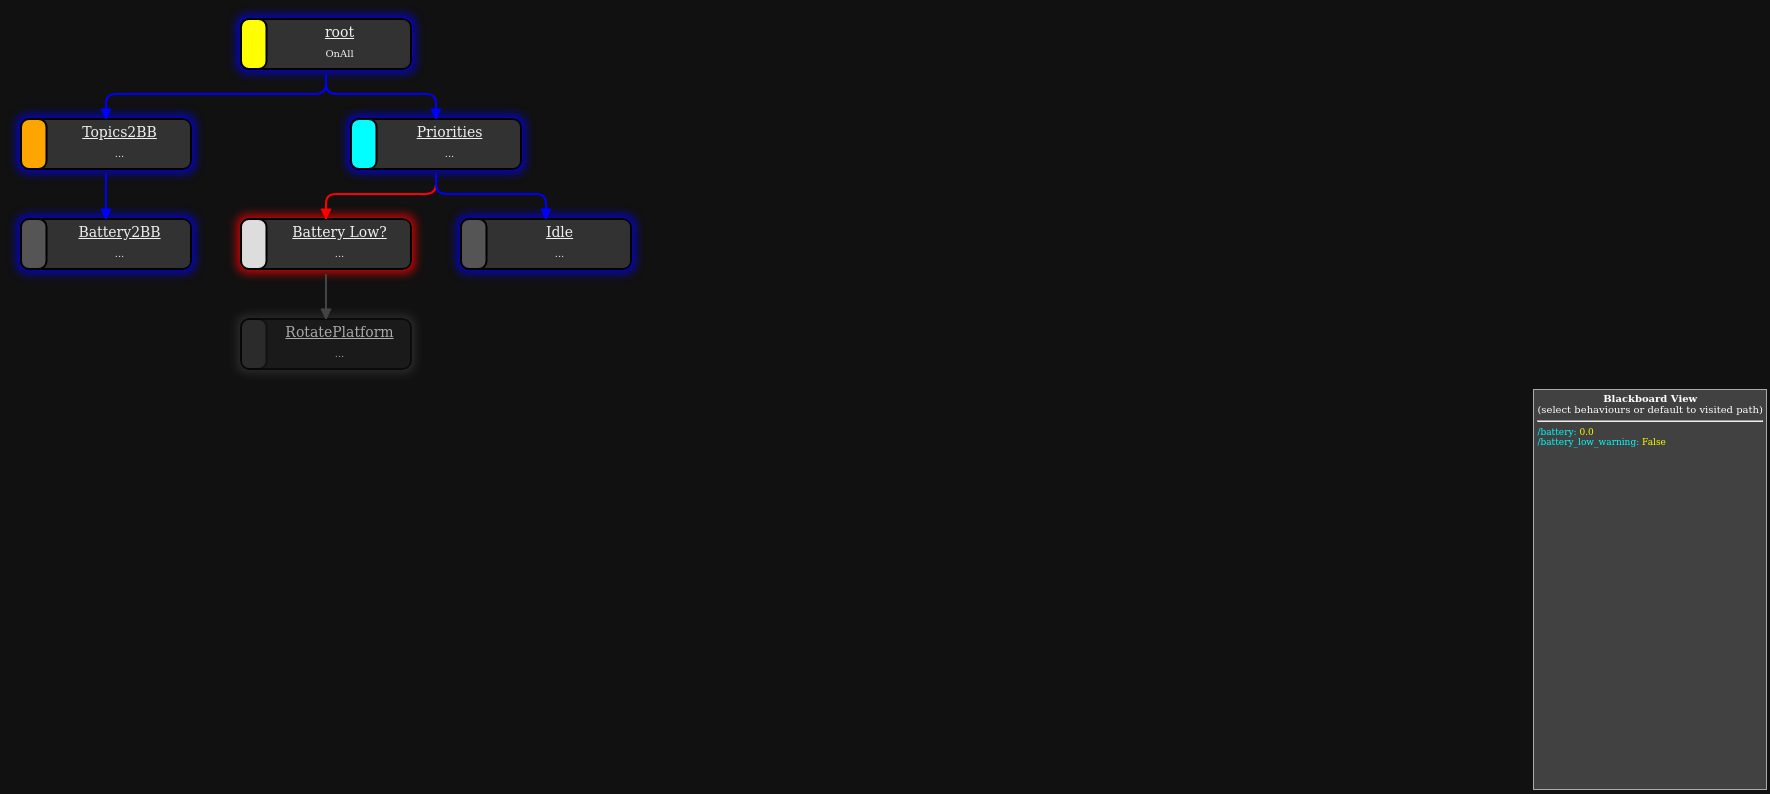 root
OnAll
Topics2BB
...
Priorities
...
Battery2BB
...
Battery Low?
...
Idle
...
RotatePlatform
...
Blackboard View
(select behaviours or default to visited path)
/battery: 0.0
/battery_low_warning: False